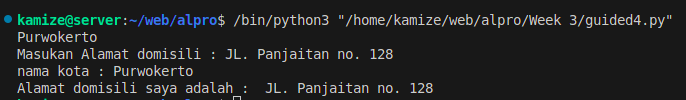 kamize@server:~/web/alpro$ /bin/python3 "/home/kamize/web/alpro/Week 3/guided4.py"
Purwokerto
Masukan Alamat domisili : JL. Panjaitan no. 128
nama kota : Purwokerto
Alamat domisili saya adalah :  JL. Panjaitan no. 128